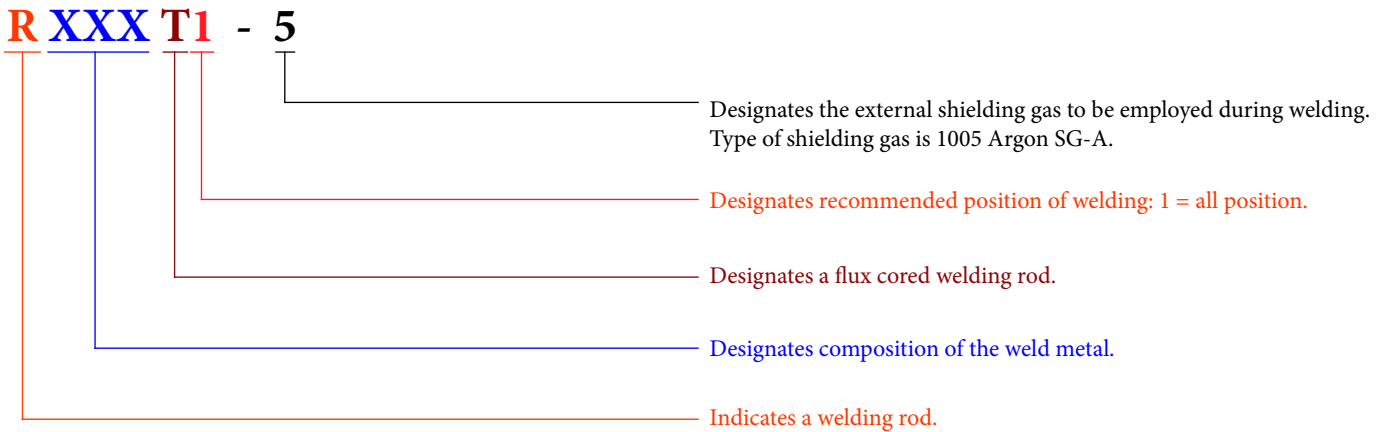 R XXX T1 - 5
Designates the external shielding gas to be employed during welding.
Type of shielding gas is 1005 Argon SG-A.
Designates recommended position of welding: 1 = all position.
Designates a flux cored welding rod.
Designates composition of the weld metal.
Indicates a welding rod.